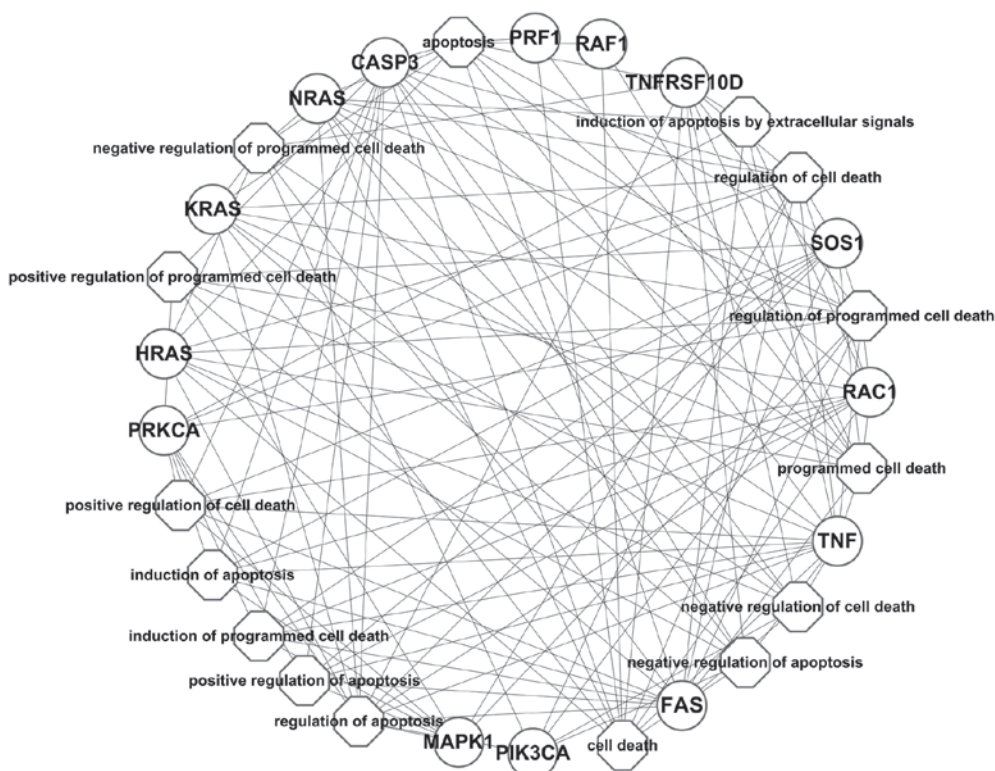 PRF1
apoptosis
RAF1
CASP3
TNFRSF10D
NRAS
induction of apoptosis by extracellular signals
negative regulation of programmed cell death
regulation of cell death
KRAS
SOS1
positive regulation of programmed cell death
regulation of programmed cell death
HRAS
RAC1
PRKCA
programmed cell death
positive regulation of cell death
TNF
induction of apoptosis
negative regulation of cell death
induction of programmed cell death
negative regulation of apoptosis
positive regulation of apoptosis
FAS
regulation of apoptosis
MAPK1
cell death
PIK3CA